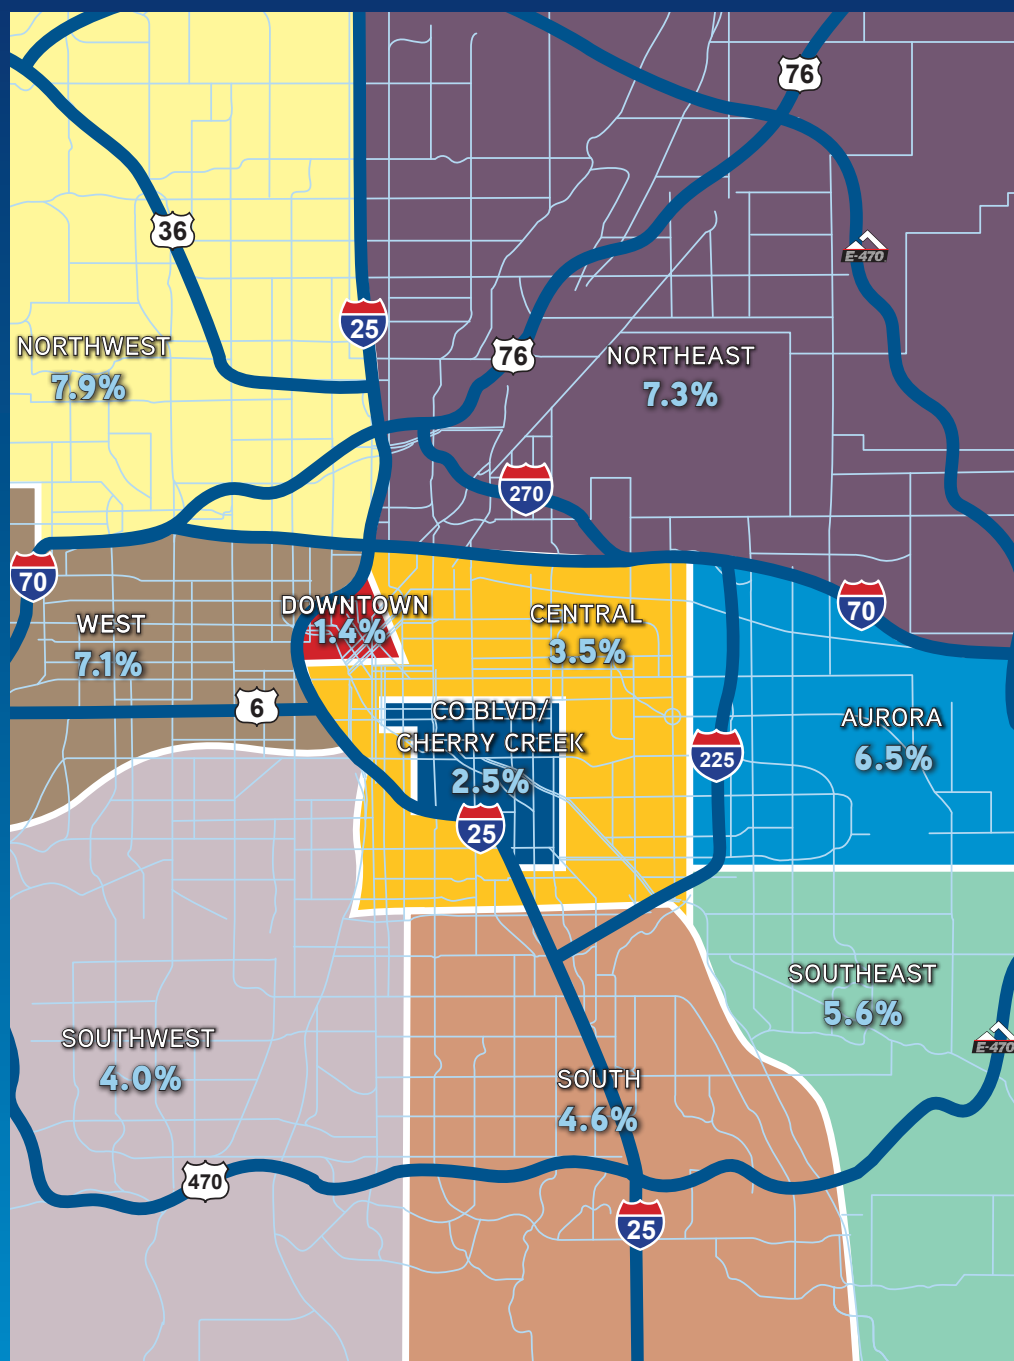 76
36
E-470
25
NORTHWEST
7.9%
76
NORTHEAST
7.3%
270
70
70
DOWNTOWN
1.4%
CENTRAL
3.5%
WEST
7.1%
6
CO BLVD/
CHERRY CREEK
2.5%
AURORA
6.5%
225
25
SOUTHEAST
5.6%
E-470
SOUTHWEST
4.0%
SOUTH
4.6%
470
25